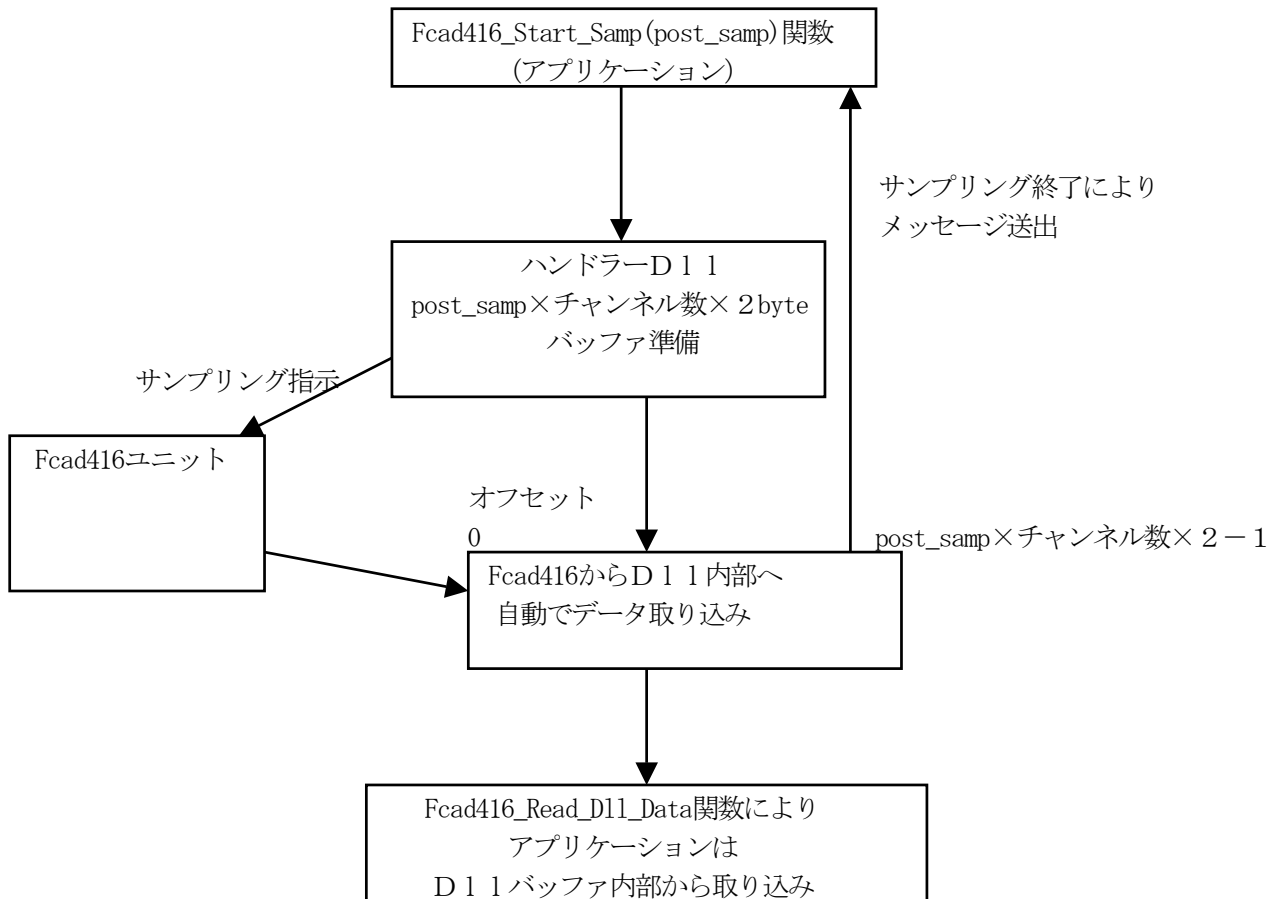 Fcad416_Start_Samp(post_samp)関数
(アプリケーション)
サンプリング終了により
メッセージ送出
ハンドラーDll
post_samp×チャンネル数×2byte
バッファ準備
サンプリング指示
Fcad416ユニット
オフセット
0
post_samp×チャンネル数×2-1
Fcad416からDll内部へ
自動でデータ取り込み
Fcad416_Read_Dll_Data関数により
アプリケーションは
Dllバッファ内部から取り込み